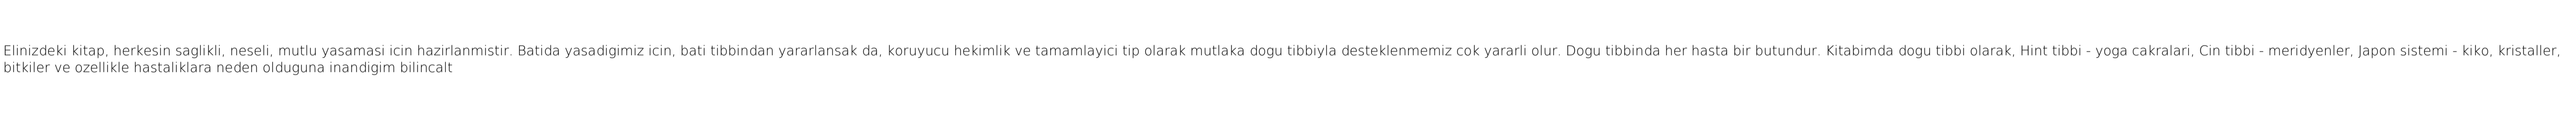 Elinizdeki kitap, herkesin saglikli, neseli, mutlu yasamasi icin hazirlanmistir. Batida yasadigimiz icin, bati tibbindan yararlansak da, koruyucu hekimlik ve tamamlayici tip olarak mutlaka dogu tibbiyla desteklenmemiz cok yararli olur. Dogu tibbinda her hasta bir butundur. Kitabimda dogu tibbi olarak, Hint tibbi - yoga cakralari, Cin tibbi - meridyenler, Japon sistemi - kiko, kristaller,
bitkiler ve ozellikle hastaliklara neden olduguna inandigim bilincalt